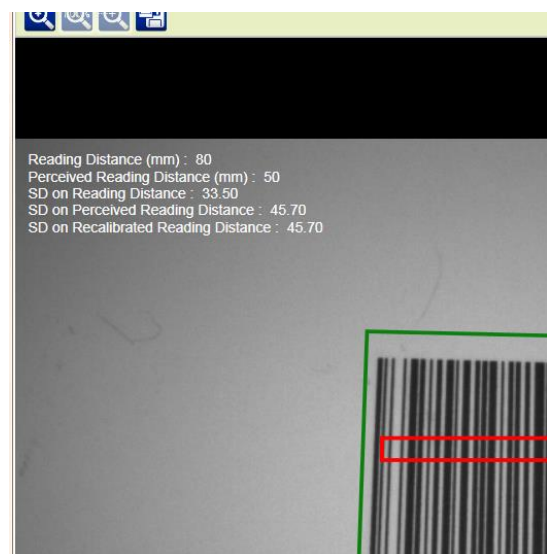 Reading Distance (mm) : 80
Perceived Reading Distance (mm) : 50
SD on Reading Distance : 33.50
SD on Perceived Reading Distance : 45.70
SD on Recalibrated Reading Distance : 45.70